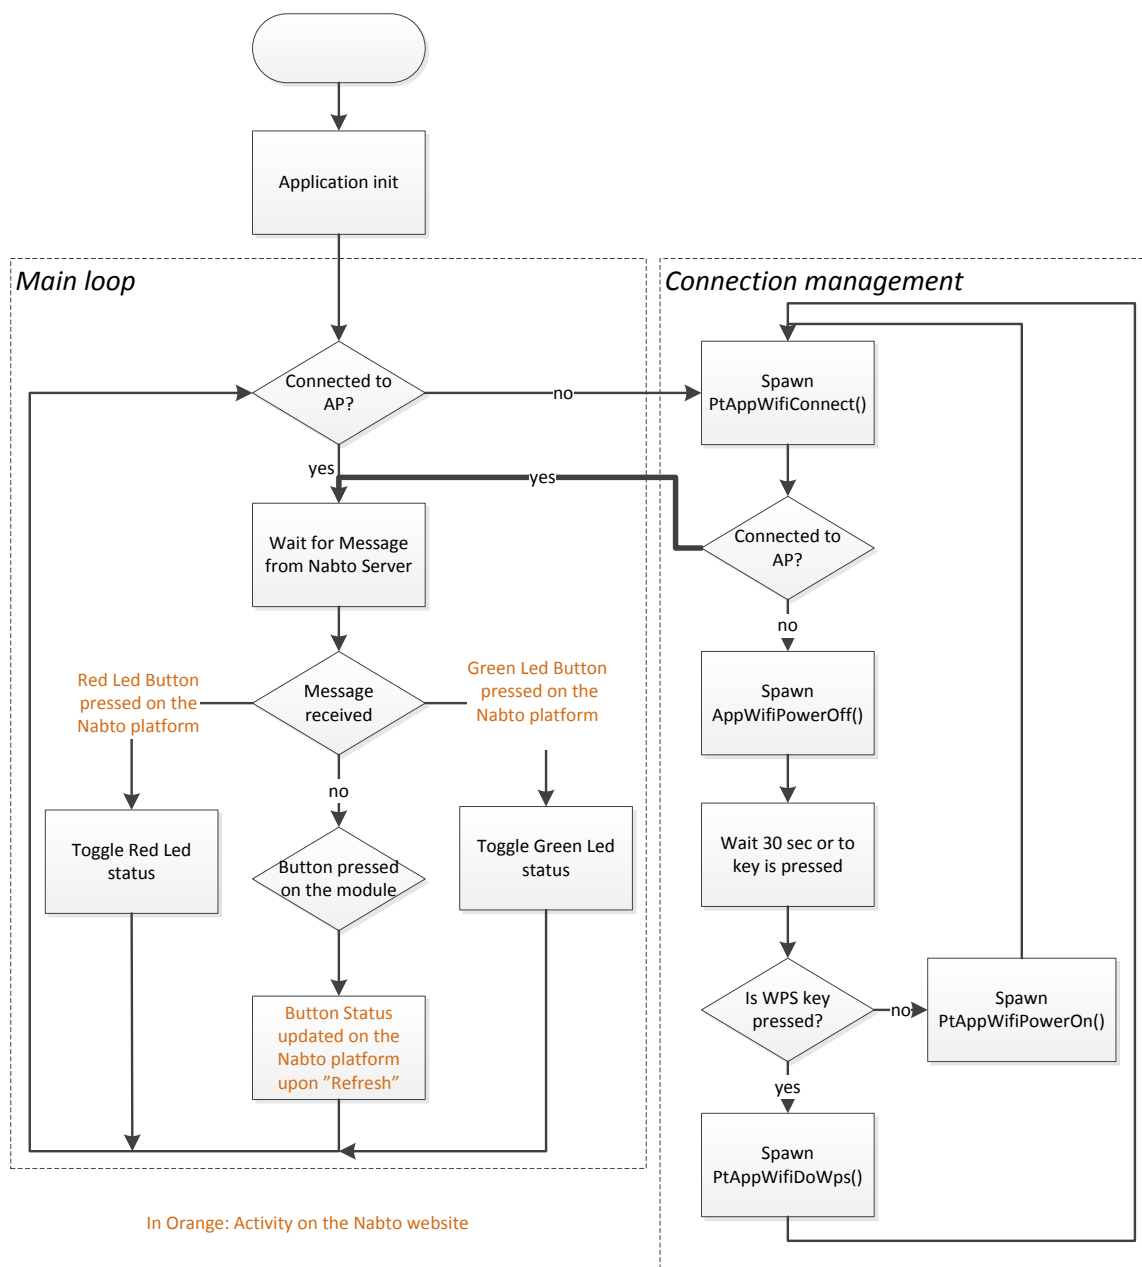 Application init
Main loop
Connected to
AP?
no
yes
yes
Wait for Message
from Nabto Server
Message
received
Red Led Button
pressed on the
Nabto platform
Green Led Button
pressed on the
Nabto platform
no
Toggle Red Led
status
Button pressed
on the module
Toggle Green Led
status
Button Status
updated on the
Nabto platform
upon ”Refresh”
In Orange: Activity on the Nabto website
Connection management
Spawn
PtAppWifiConnect()
Connected to
AP?
no
Spawn
AppWifiPowerOff()
Wait 30 sec or to
key is pressed
Is WPS key
pressed?
no
Spawn
PtAppWifiPowerOn()
yes
Spawn
PtAppWifiDoWps()